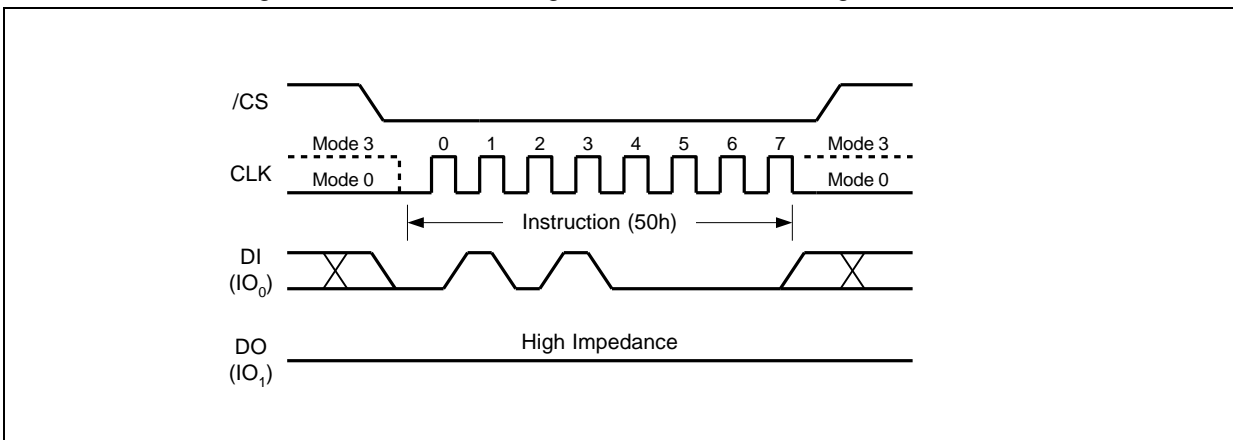 /CS
Mode 3 0 1 2 3 4 5 6 7 Mode 3
CLK
Mode 0 Mode 0
Instruction (50h)
DI
(IO0)
High Impedance
DO
(IO1)